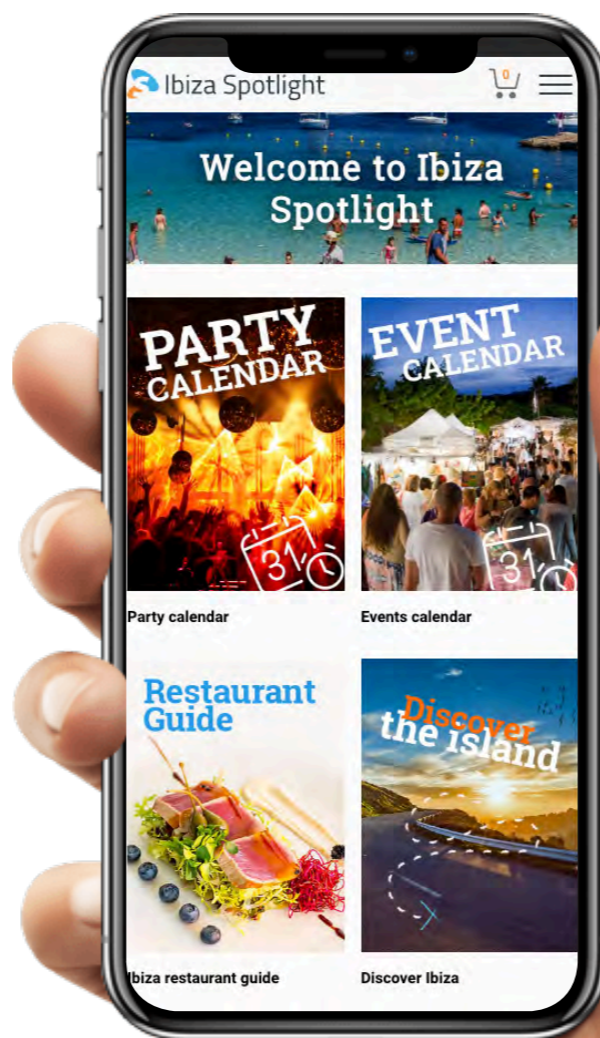 Ibiza Spotlight
0
Welcome to Ibiza
Spotlight
PARTY
CALENDAR
31
Party calendar
EVENT
CALENDAR
31
Events calendar
Restaurant
Guide
Ibiza restaurant guide
Discover
the island
Discover Ibiza